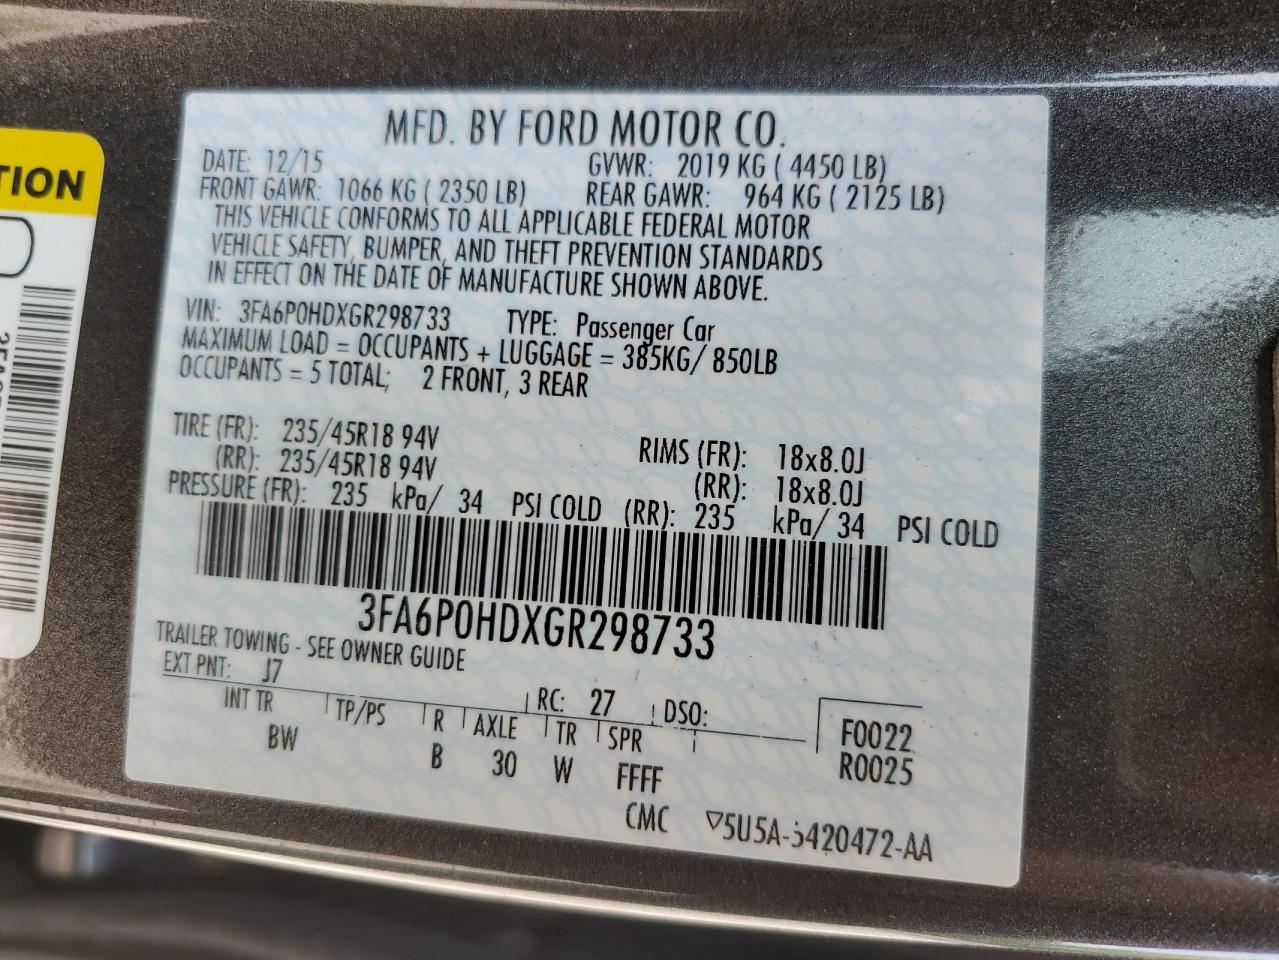 MFD. BY FORD MOTOR CO.
DATE: 12/15 GVWR: 2019 KG ( 4450 LB)
FRONT GAWR: 1066 KG ( 2350 LB) REAR GAWR: 964 KG ( 2125 LB)
THIS VEHICLE CONFORMS TO ALL APPLICABLE FEDERAL MOTOR
VEHICLE SAFETY, BUMPER, AND THEFT PREVENTION STANDARDS
IN EFFECT ON THE DATE OF MANUFACTURE SHOWN ABOVE.
VIN: 3FA6P0HDXGR298733 TYPE: Passenger Car
MAXIMUM LOAD = OCCUPANTS + LUGGAGE = 385KG/ 850LB
OCCUPANTS = 5 TOTAL; 2 FRONT, 3 REAR
TIRE (FR): 235/45R18 94V RIMS (FR): 18x8.0J
(RR): 235/45R18 94V (RR): 18x8.0J
PRESSURE (FR): 235 kPa/ 34 PSI COLD (RR): 235 kPa/ 34 PSI COLD
3FA6P0HDXGR298733
TRAILER TOWING - SEE OWNER GUIDE
EXT PNT: J7 RC: 27 DSO:
INT TR TP/PS R AXLE TR SPR F0022
BW B 30 W FFFF R0025
CMC ▽5U5A-5420472-AA
TION